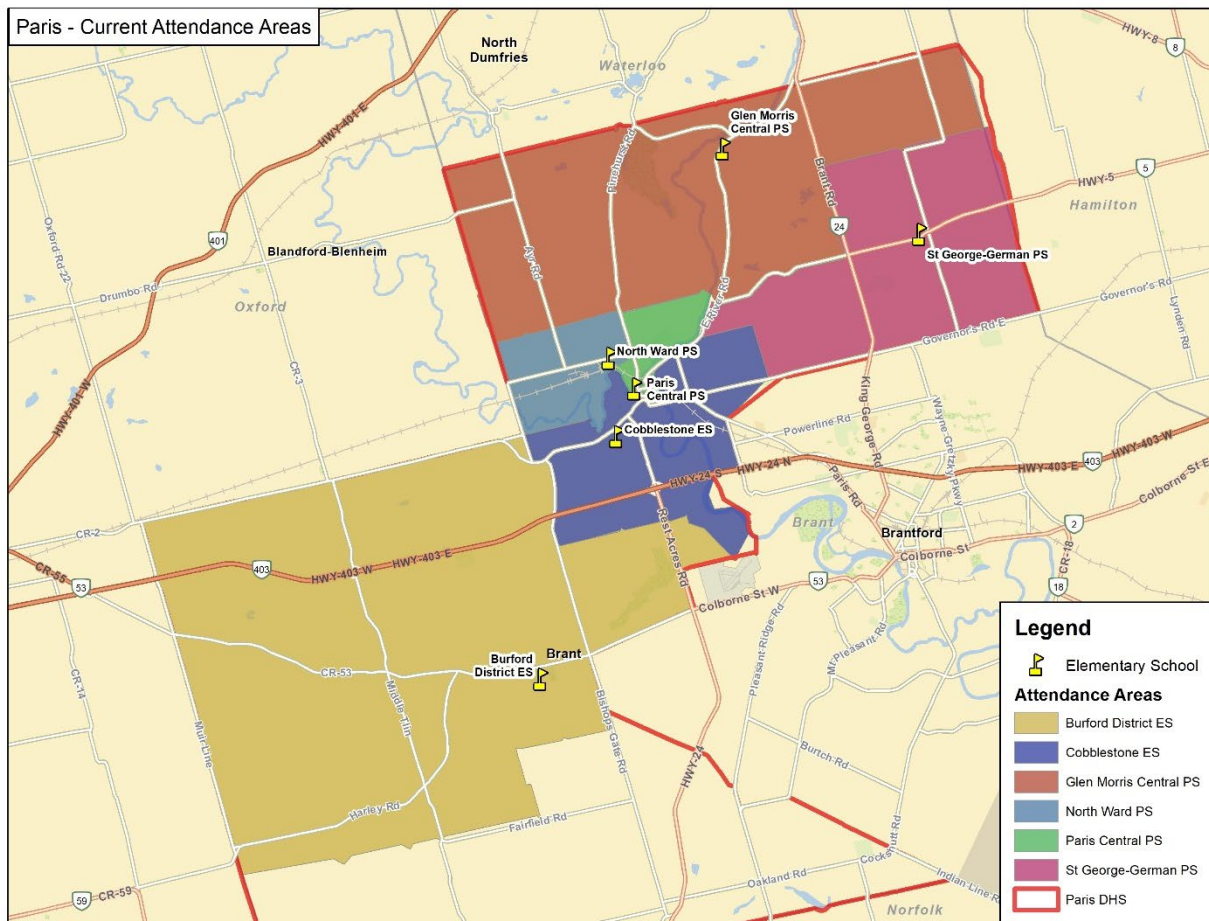 Paris - Current Attendance Areas
North
Dumfries
HWY-8
8
Waterloo
HWY-401 E
Glen Morris
Central PS
Pinehurst Rd
Brant Rd
HWY-5
5
Hamilton
24
Oxford Rd 22
401
Blandford-Blenheim
Ayr Rd
St George-German PS
Drumbo Rd
Oxford
E River Rd
Governor's Rd
Lynden Rd
Governor's Rd E
CR-3
North Ward PS
Paris
Central PS
HWY-401 W
King George Rd
Wayne Gretzky Pkwy
Powerline Rd
Cobblestone ES
HWY-403 W
HWY-24 N
HWY-24 S
HWY-403 E
403
Colborne St E
Paris Rd
CR-2
Rest Acres Rd
Brant
Brantford
2
CR-55
53
403
HWY-403 W
HWY-403 E
Colborne St
CR-18
53
Colborne St W
18
Pleasant Ridge Rd
Mt Pleasant Rd
Burford
District ES
Brant
CR-53
CR-14
Muir Line
Middle Tlin
Bishops Gate Rd
HWY-24
Burtch Rd
Harley Rd
Fairfield Rd
Cockshutt Rd
CR-59
59
Oakland Rd
Indian Line R
Norfolk
Legend
Elementary School
Attendance Areas
Burford District ES
Cobblestone ES
Glen Morris Central PS
North Ward PS
Paris Central PS
St George-German PS
Paris DHS